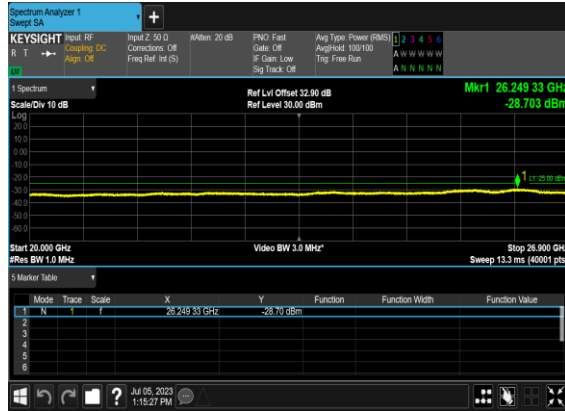 Spectrum Analyzer 1
Swept SA
+
KEYSIGHT Input: RF Input Z: 50 Ω #Atten: 20 dB PNO: Fast Avg Type: Power (RMS) 1 2 3 4 5 6
R T Coupling: DC Corrections: Off Gate: Off Avg|Hold: 100/100 A W W W W W
Align: Off Freq Ref: Int (S) IF Gain: Low Trig: Free Run
Sig Track: Off A N N N N N
1 Spectrum Ref Lvl Offset 32.90 dB Mkr1 26.249 33 GHz
Scale/Div 10 dB Ref Level 30.00 dBm -28.703 dBm
Log
20.0
10.0
0.00
-10.0
-20.0 1 L1 -25.00 dBm
-30.0
-40.0
-50.0
-60.0
Start 20.000 GHz Video BW 3.0 MHz* Stop 26.900 GHz
#Res BW 1.0 MHz Sweep 13.3 ms (40001 pts
5 Marker Table
Mode Trace Scale X Y Function Function Width Function Value
1 N 1 f 26.249 33 GHz -28.70 dBm
2
3
4
5
6
? Jul 05, 2023
1:15:27 PM